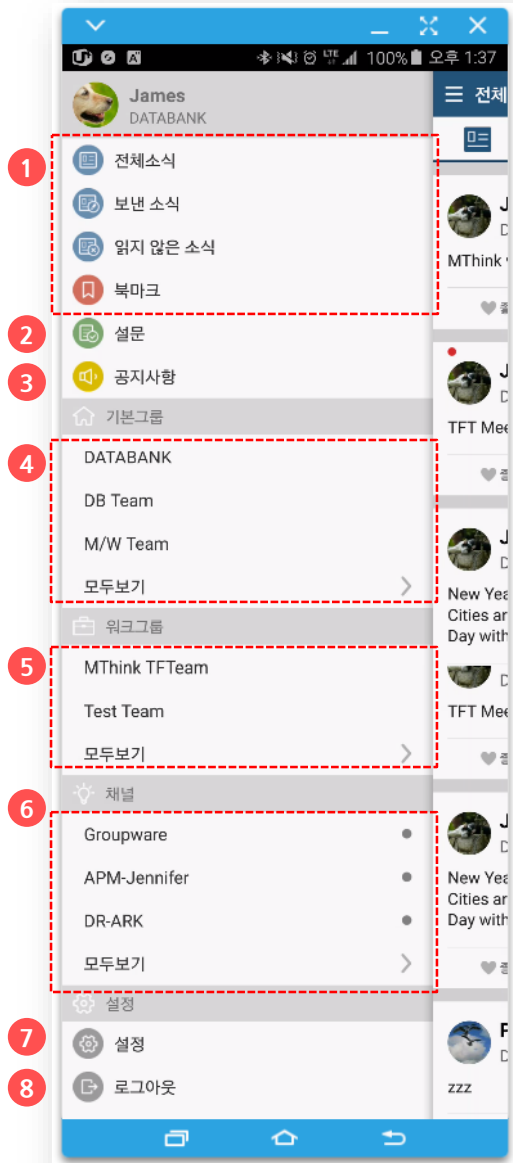 LTE 100% 오후 1:37
James
DATABANK
전체
1
전체소식
보낸 소식
읽지 않은 소식
북마크
2
설문
3
공지사항
기본그룹
4
DATABANK
DB Team
M/W Team
모두보기
워크그룹
5
MThink TFTeam
Test Team
모두보기
채널
6
Groupware
APM-Jennifer
DR-ARK
모두보기
설정
7
설정
8
로그아웃
J
D
MThink
J
D
TFT Mee
J
D
New Yea
Cities ar
Day with
D
TFT Mee
J
D
New Yea
Cities ar
Day with
F
D
zzz